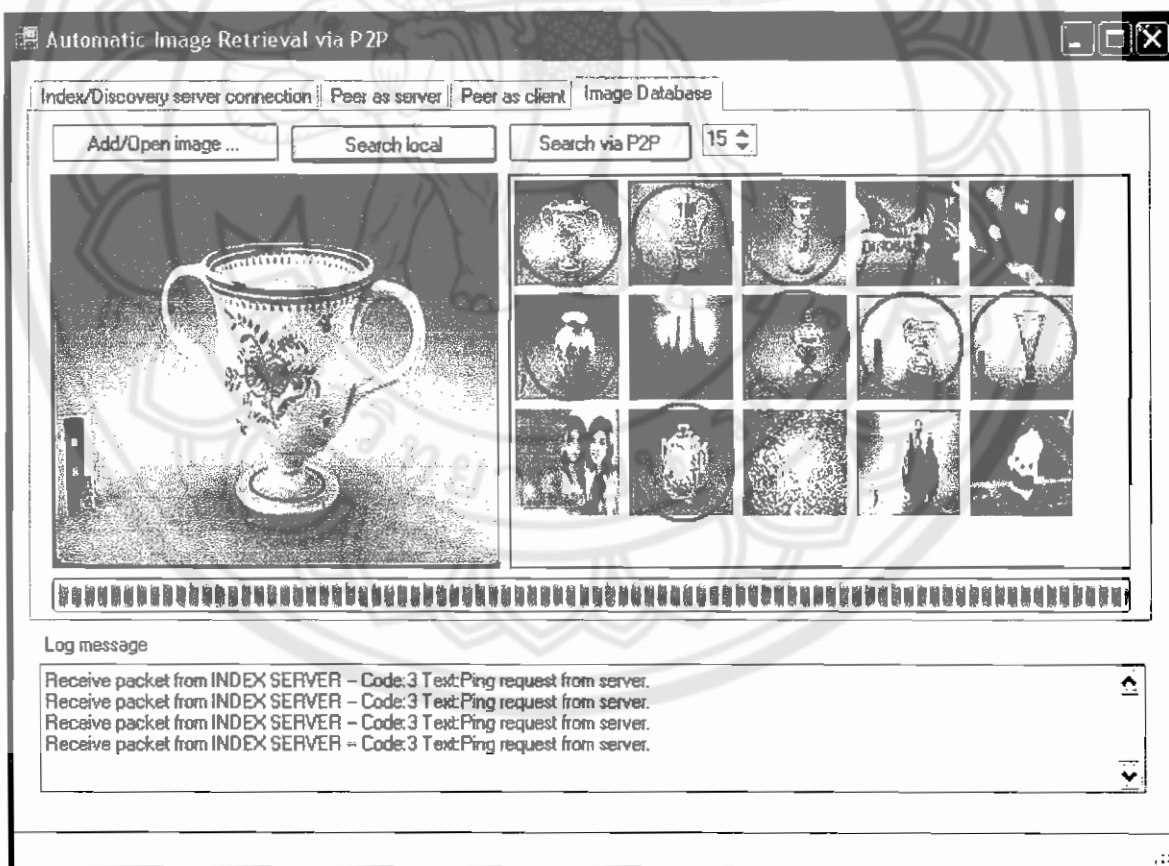 Automatic Image Retrieval via P2P
Index/Discovery server connection Peer as server Peer as client Image Database
Add/Open image ... Search local Search via P2P 15
Log message
Receive packet from INDEX SERVER - Code:3 Text:Ping request from server.
Receive packet from INDEX SERVER - Code:3 Text:Ping request from server.
Receive packet from INDEX SERVER - Code:3 Text:Ping request from server.
Receive packet from INDEX SERVER - Code:3 Text:Ping request from server.